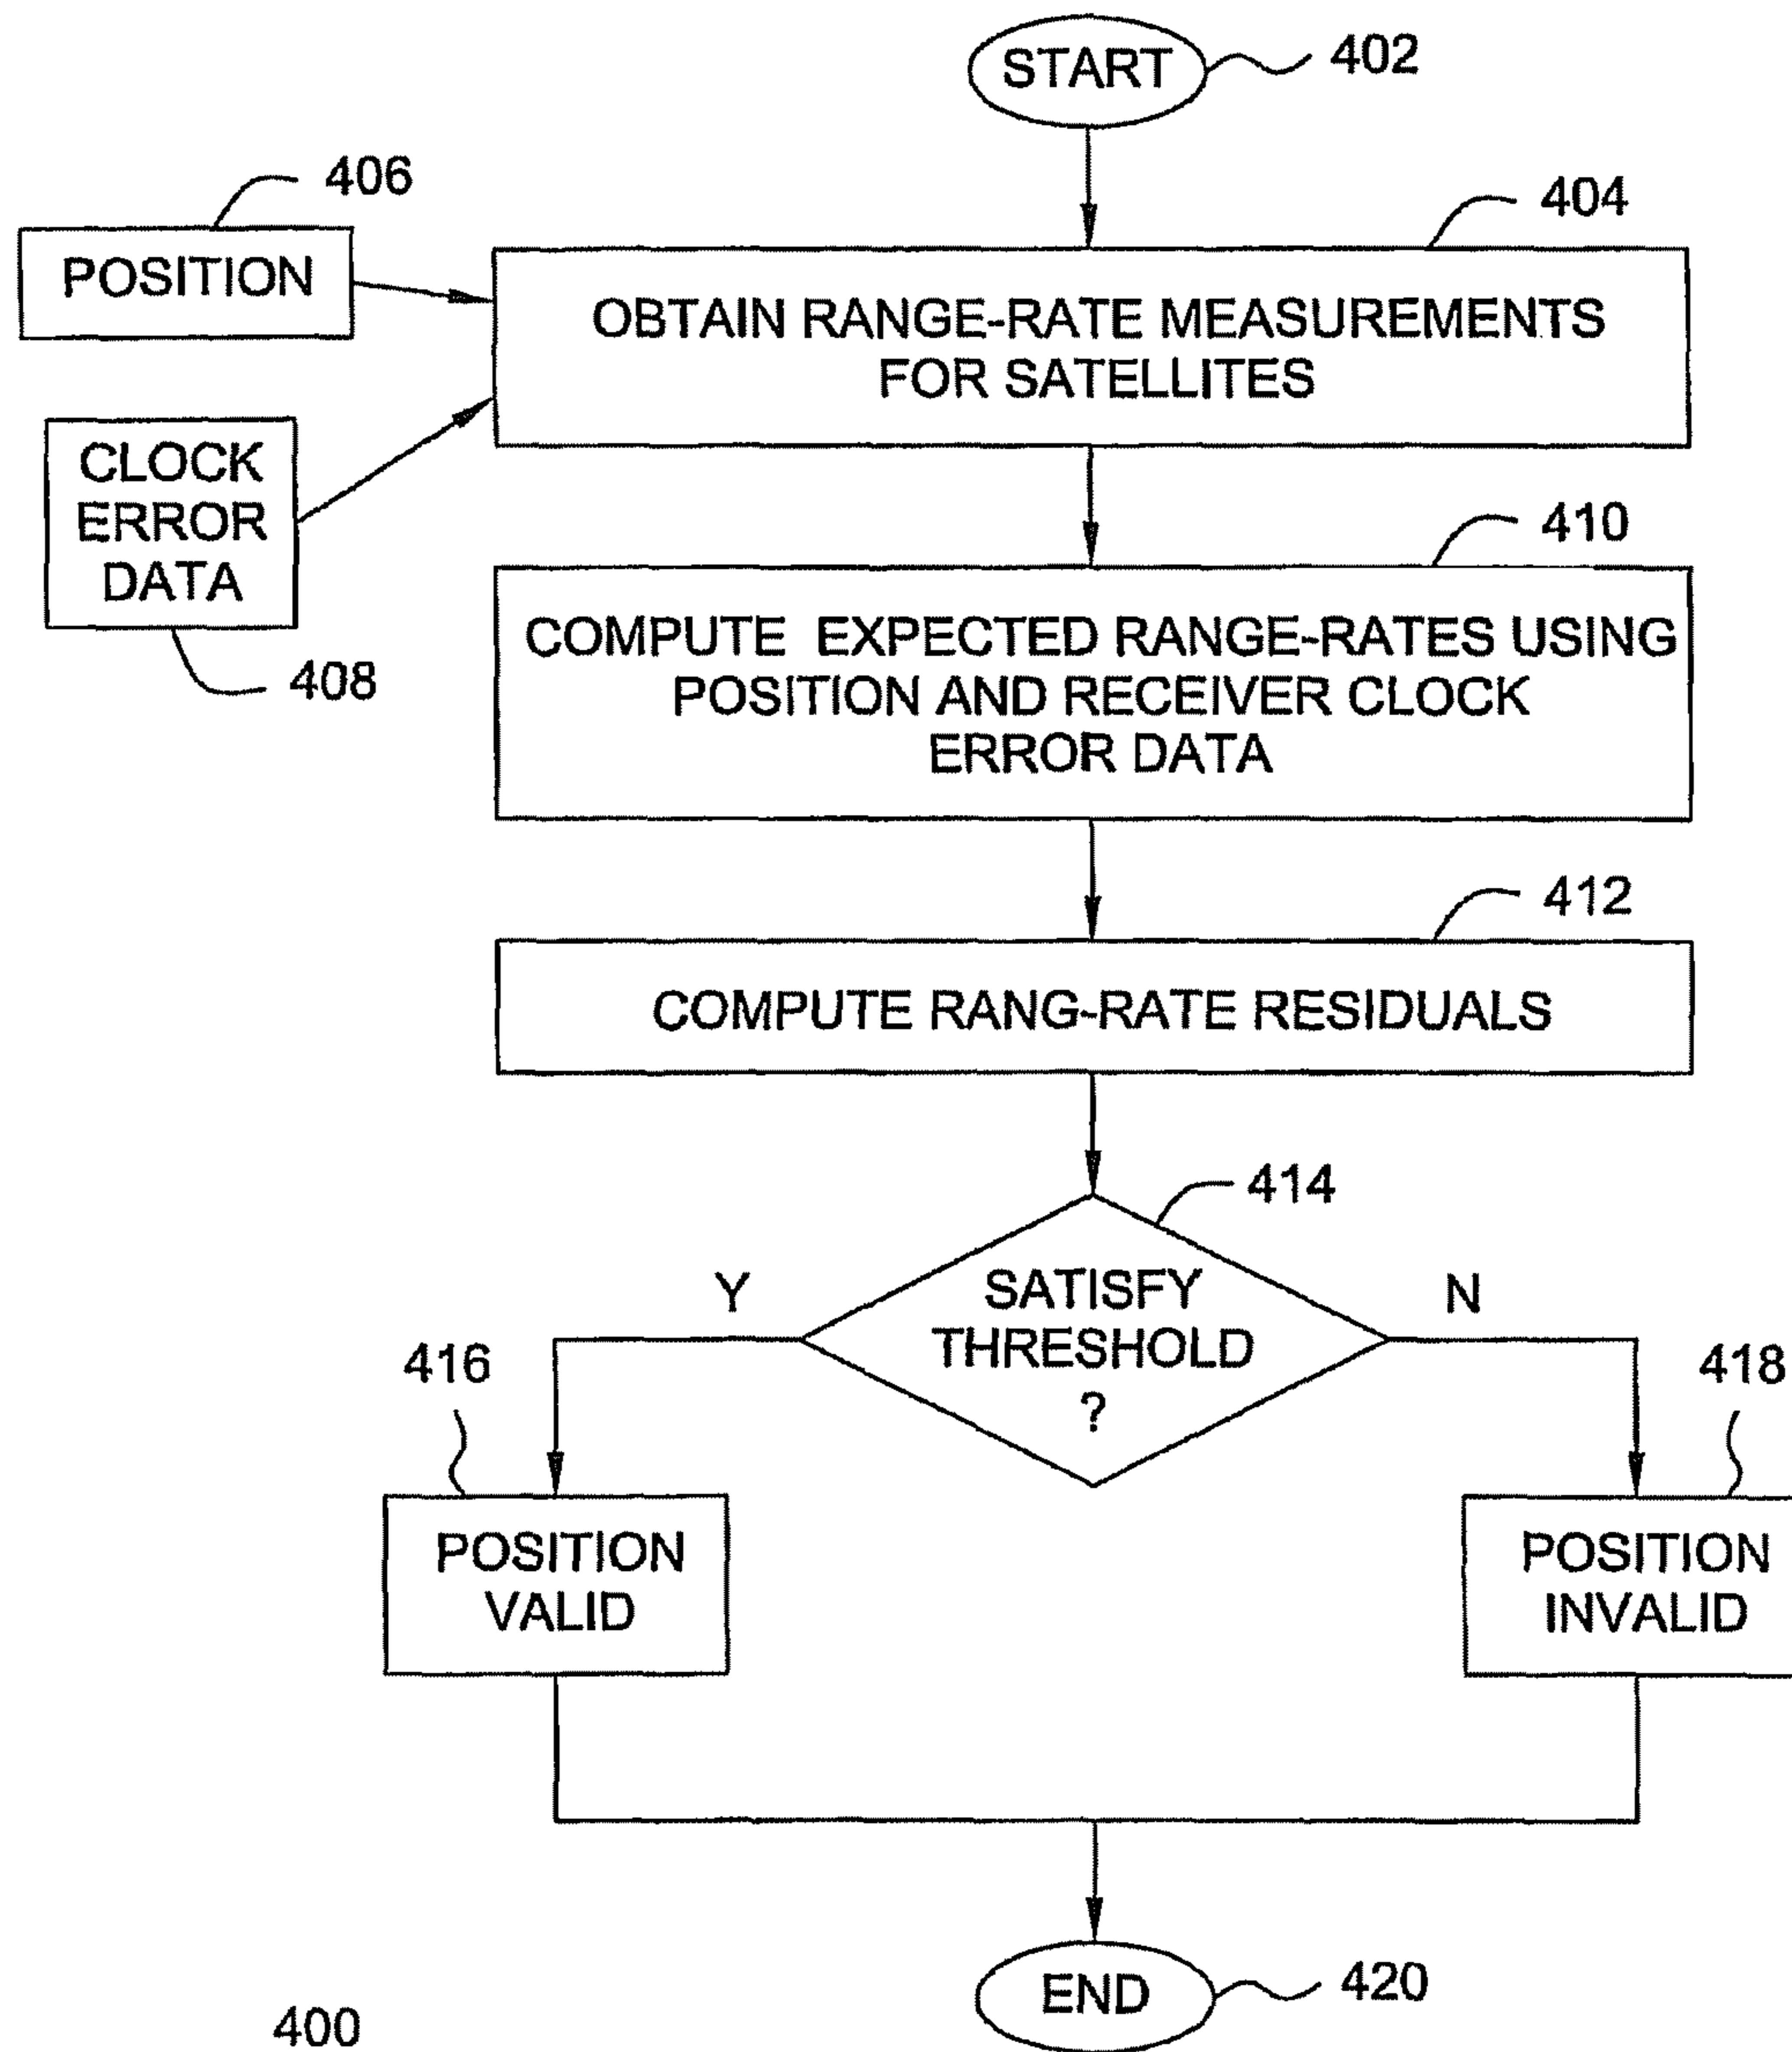 START
402
406
404
POSITION
OBTAIN RANGE-RATE MEASUREMENTS
FOR SATELLITES
CLOCK
ERROR
DATA
408
410
COMPUTE EXPECTED RANGE-RATES USING
POSITION AND RECEIVER CLOCK
ERROR DATA
412
COMPUTE RANG-RATE RESIDUALS
414
SATISFY
THRESHOLD
?
Y
N
416
418
POSITION
VALID
POSITION
INVALID
END
420
400